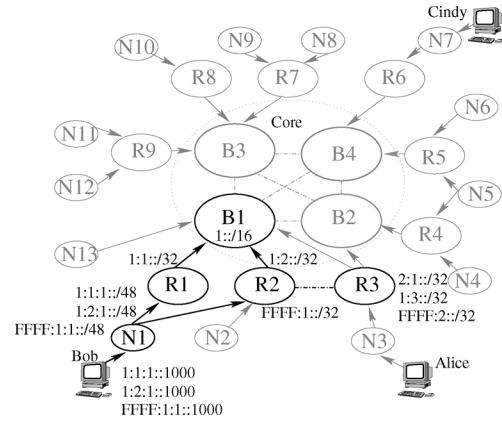 Cindy
N10
N9
N8
N7
R8
R7
R6
N6
Core
N11
R9
B3
B4
R5
N12
N5
B1
1::/16
B2
R4
N13
1:1::/32
1:2::/32
N4
R1
R2
R3
2:1::/32
1:3::/32
FFFF:2::/32
1:1:1::/48
1:2:1::/48
FFFF:1:1::/48
FFFF:1::/32
N1
N2
N3
Bob
Alice
1:1:1::1000
1:2:1::1000
FFFF:1:1::1000